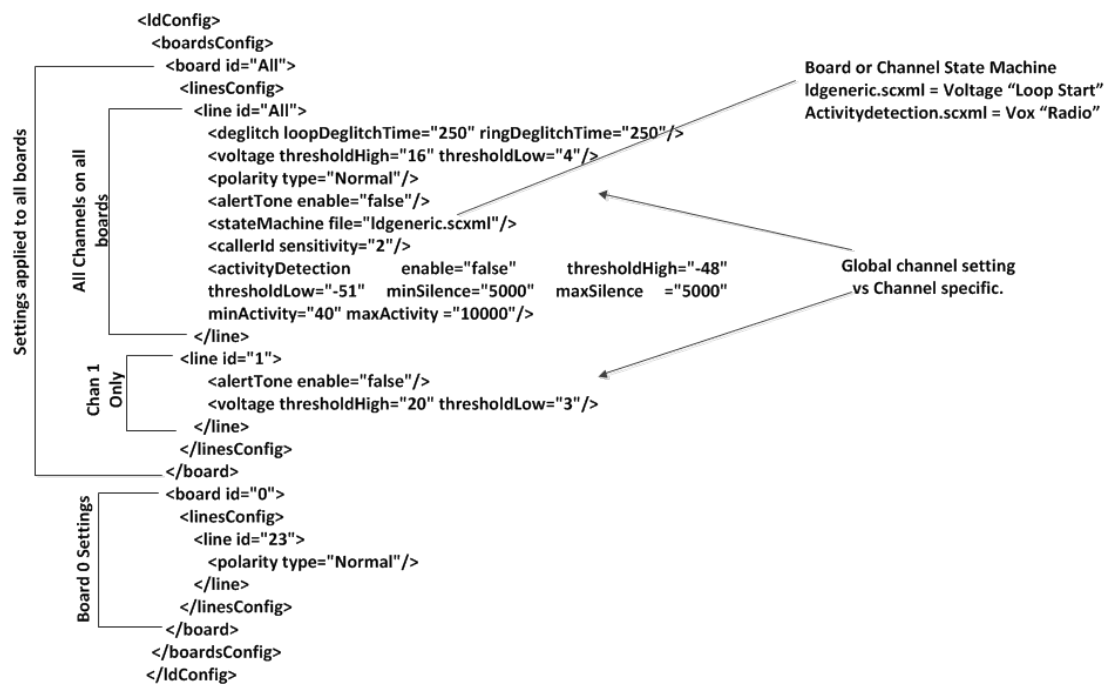 <ldConfig>
<boardsConfig>
<board id="All">
<linesConfig>
<line id="All">
<deglitch loopDeglitchTime="250" ringDeglitchTime="250"/>
<voltage thresholdHigh="16" thresholdLow="4"/>
<polarity type="Normal"/>
<alertTone enable="false"/>
<stateMachine file="ldgeneric.scxml"/>
<callerId sensitivity="2"/>
<activityDetection enable="false" thresholdHigh="-48"
thresholdLow="-51" minSilence="5000" maxSilence ="5000"
minActivity="40" maxActivity ="10000"/>
</line>
<line id="1">
<alertTone enable="false"/>
<voltage thresholdHigh="20" thresholdLow="3"/>
</line>
</linesConfig>
</board>
<board id="0">
<linesConfig>
<line id="23">
<polarity type="Normal"/>
</line>
</linesConfig>
</board>
</boardsConfig>
</ldConfig>
Settings applied to all boards
All Channels on all
boards
Chan 1
Only
Board 0 Settings
Board or Channel State Machine
ldgeneric.scxml = Voltage “Loop Start”
Activitydetection.scxml = Vox “Radio”
Global channel setting
vs Channel specific.